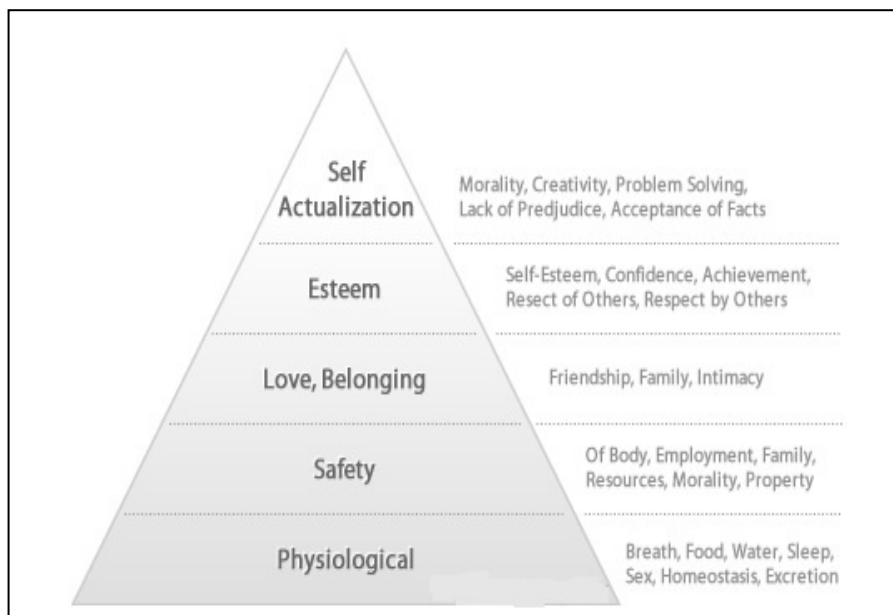 Self
Actualization
Morality, Creativity, Problem Solving,
Lack of Predjudice, Acceptance of Facts
Esteem
Self-Esteem, Confidence, Achievement,
Resect of Others, Respect by Others
Love, Belonging
Friendship, Family, Intimacy
Safety
Of Body, Employment, Family,
Resources, Morality, Property
Physiological
Breath, Food, Water, Sleep,
Sex, Homeostasis, Excretion